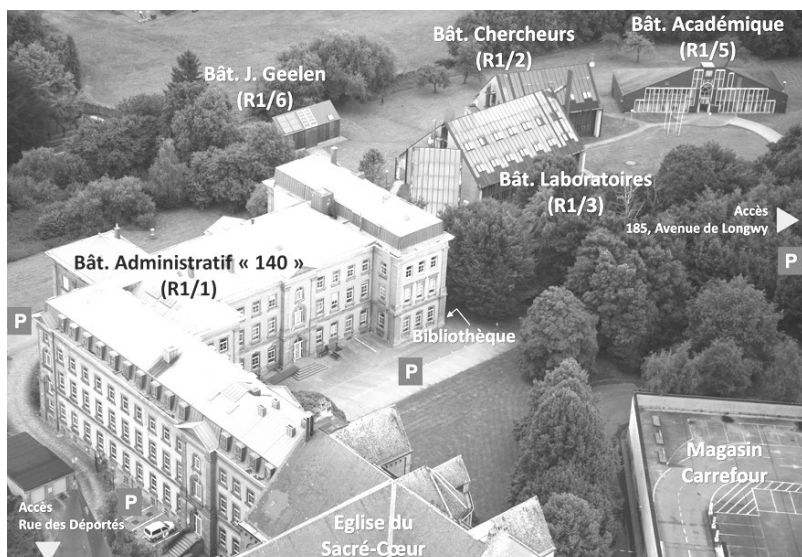 Bât. Académique
(R1/5)
Bât. Chercheurs
(R1/2)
Bât. J. Geelen
(R1/6)
Bât. Laboratoires
(R1/3)
Accès
185, Avenue de Longwy
P
Bât. Administratif « 140 »
(R1/1)
P
Bibliothèque
P
Magasin
Carrefour
P
Accès
Rue des Déportés
Eglise du
Sacré-Cœur